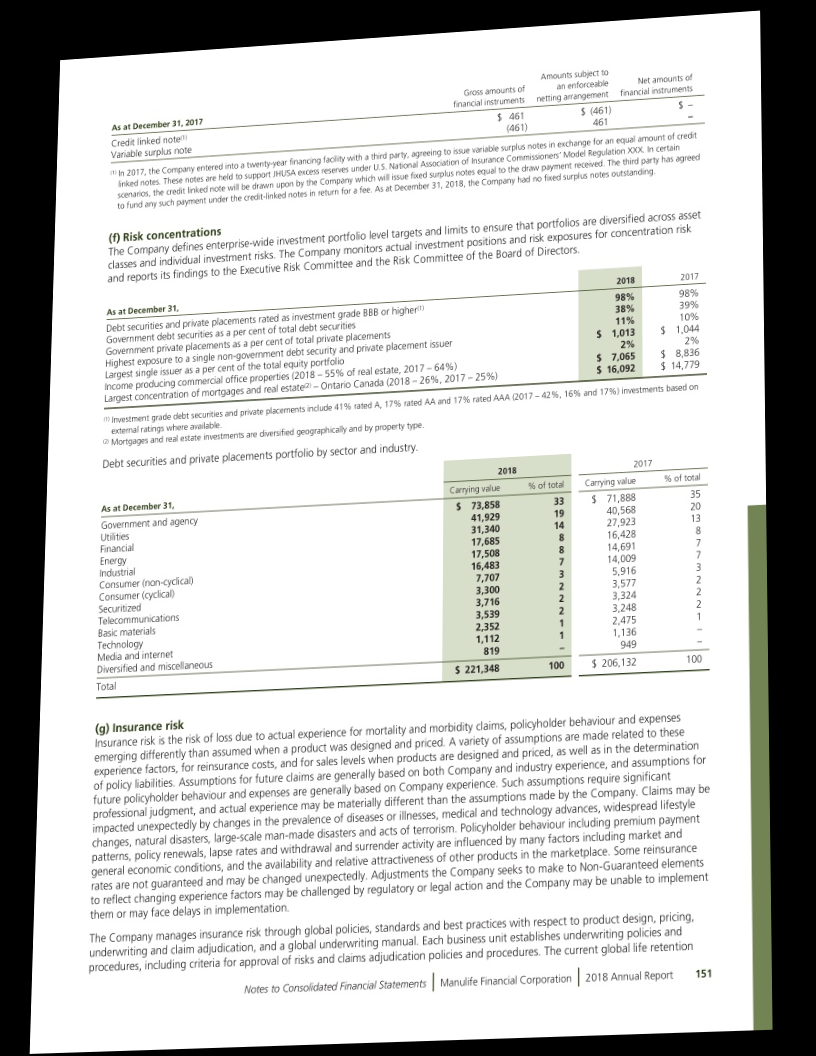 As at December 31, 2017 Gross amounts of financial instruments Amounts subject to an enforceable netting arrangement Net amounts of financial instruments
Credit linked note(1) $ 461 $ (461) $ –
Variable surplus note (461) 461 –
(1) In 2017, the Company entered into a twenty-year financing facility with a third party, agreeing to issue variable surplus notes in exchange for an equal amount of credit
linked notes. These notes are held to support JHUSA excess reserves under U.S. National Association of Insurance Commissioners' Model Regulation XXX. In certain
scenarios, the credit linked note will be drawn upon by the Company which will issue fixed surplus notes equal to the draw payment received. The third party has agreed
to fund any such payment under the credit-linked notes in return for a fee. As at December 31, 2018, the Company had no fixed surplus notes outstanding.
(f) Risk concentrations
The Company defines enterprise-wide investment portfolio level targets and limits to ensure that portfolios are diversified across asset
classes and individual investment risks. The Company monitors actual investment positions and risk exposures for concentration risk
and reports its findings to the Executive Risk Committee and the Risk Committee of the Board of Directors.
As at December 31, 2018 2017
Debt securities and private placements rated as investment grade BBB or higher(1) 98% 98%
Government debt securities as a per cent of total debt securities 38% 39%
Government private placements as a per cent of total private placements 11% 10%
Highest exposure to a single non-government debt security and private placement issuer $ 1,013 $ 1,044
Largest single issuer as a per cent of the total equity portfolio 2% 2%
Income producing commercial office properties (2018 – 55% of real estate, 2017 – 64%) $ 7,065 $ 8,836
Largest concentration of mortgages and real estate(2) – Ontario Canada (2018 – 26%, 2017 – 25%) $ 16,092 $ 14,779
(1) Investment grade debt securities and private placements include 41% rated A, 17% rated AA and 17% rated AAA (2017 – 42%, 16% and 17%) investments based on
external ratings where available.
(2) Mortgages and real estate investments are diversified geographically and by property type.
Debt securities and private placements portfolio by sector and industry.
2018 2017
As at December 31, Carrying value % of total Carrying value % of total
Government and agency $ 73,858 33 $ 71,888 35
Utilities 41,929 19 40,568 20
Financial 31,340 14 27,923 13
Energy 17,685 8 16,428 8
Industrial 17,508 8 14,691 7
Consumer (non-cyclical) 16,483 7 14,009 7
Consumer (cyclical) 7,707 3 5,916 3
Securitized 3,300 2 3,577 2
Telecommunications 3,716 2 3,324 2
Basic materials 3,539 2 3,248 2
Technology 2,352 1 2,475 1
Media and internet 1,112 1 1,136 –
Diversified and miscellaneous 819 – 949 –
Total $ 221,348 100 $ 206,132 100
(g) Insurance risk
Insurance risk is the risk of loss due to actual experience for mortality and morbidity claims, policyholder behaviour and expenses
emerging differently than assumed when a product was designed and priced. A variety of assumptions are made related to these
experience factors, for reinsurance costs, and for sales levels when products are designed and priced, as well as in the determination
of policy liabilities. Assumptions for future claims are generally based on both Company and industry experience, and assumptions for
future policyholder behaviour and expenses are generally based on Company experience. Such assumptions require significant
professional judgment, and actual experience may be materially different than the assumptions made by the Company. Claims may be
impacted unexpectedly by changes in the prevalence of diseases or illnesses, medical and technology advances, widespread lifestyle
changes, natural disasters, large-scale man-made disasters and acts of terrorism. Policyholder behaviour including premium payment
patterns, policy renewals, lapse rates and withdrawal and surrender activity are influenced by many factors including market and
general economic conditions, and the availability and relative attractiveness of other products in the marketplace. Some reinsurance
rates are not guaranteed and may be changed unexpectedly. Adjustments the Company seeks to make to Non-Guaranteed elements
to reflect changing experience factors may be challenged by regulatory or legal action and the Company may be unable to implement
them or may face delays in implementation.
The Company manages insurance risk through global policies, standards and best practices with respect to product design, pricing,
underwriting and claim adjudication, and a global underwriting manual. Each business unit establishes underwriting policies and
procedures, including criteria for approval of risks and claims adjudication policies and procedures. The current global life retention
Notes to Consolidated Financial Statements | Manulife Financial Corporation | 2018 Annual Report 151